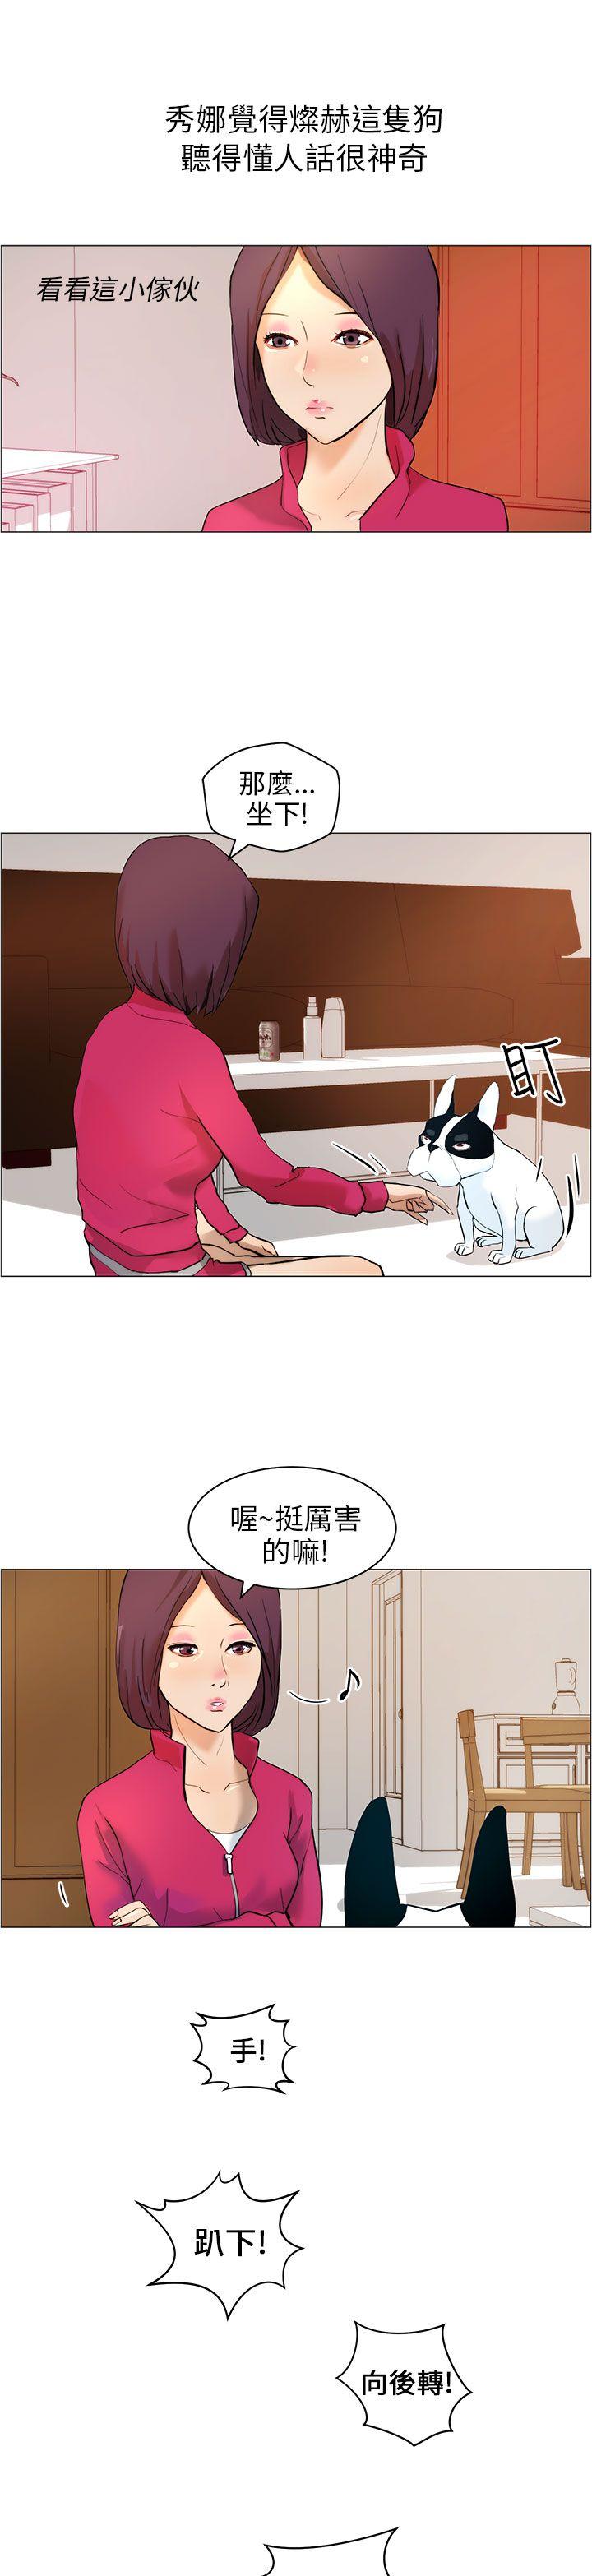 秀娜覺得燦赫這隻狗
聽得懂人話很神奇
看看這小傢伙
那麼...
坐下!
盯
喔~挺厲害
的嘛!
手!
趴下!
向後轉!